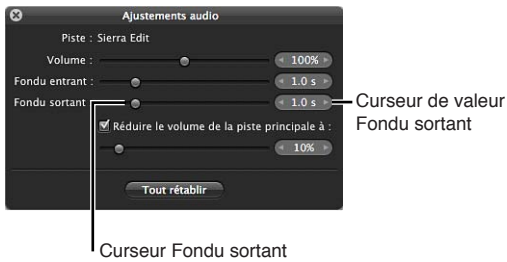 Ajustements audio
Piste : Sierra Edit
Volume : 100%
Fondu entrant : 1.0 s
Fondu sortant 1.0 s
Curseur de valeur
Fondu sortant
Réduire le volume de la piste principale à :
10%
Tout rétablir
Curseur Fondu sortant